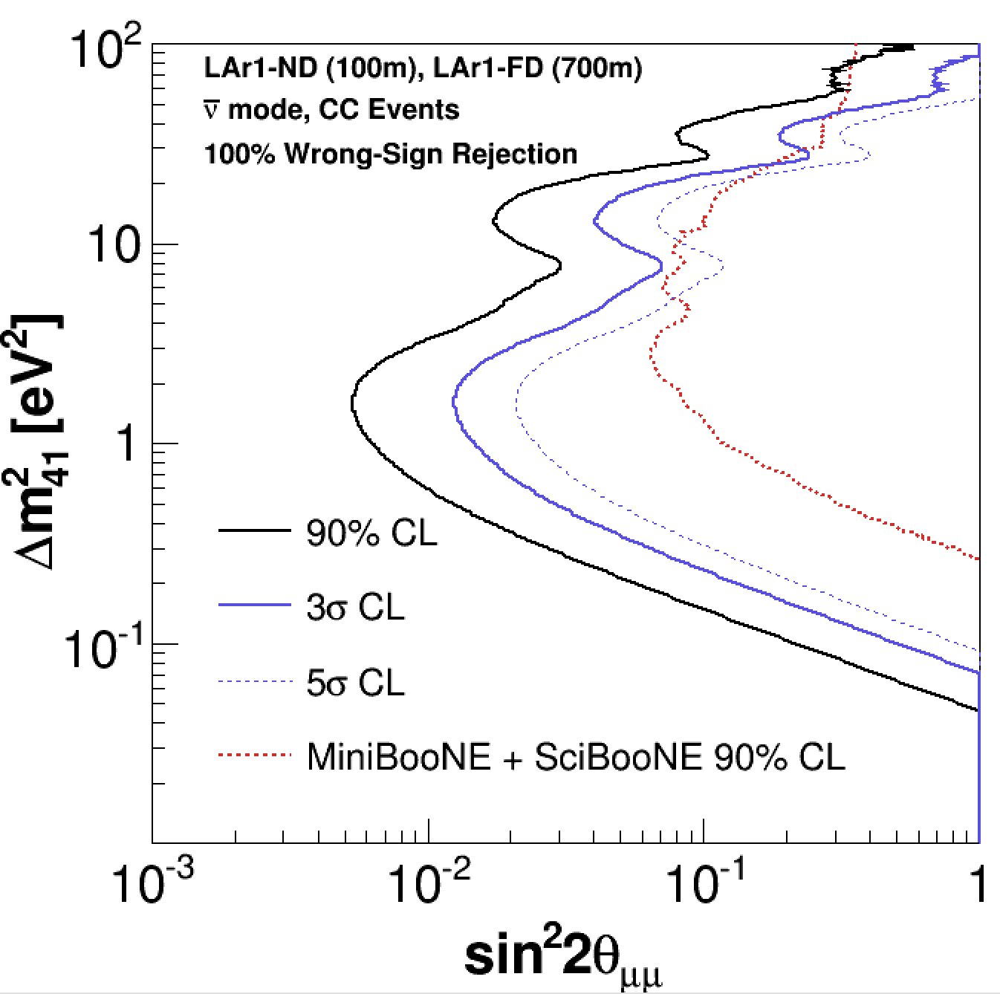 LAr1-ND (100m), LAr1-FD (700m)
ν̅ mode, CC Events
100% Wrong-Sign Rejection
10²
10
1
10⁻¹
Δm²₄₁ [eV²]
90% CL
3σ CL
5σ CL
MiniBooNE + SciBooNE 90% CL
10⁻³ 10⁻² 10⁻¹ 1
sin²2θμμ